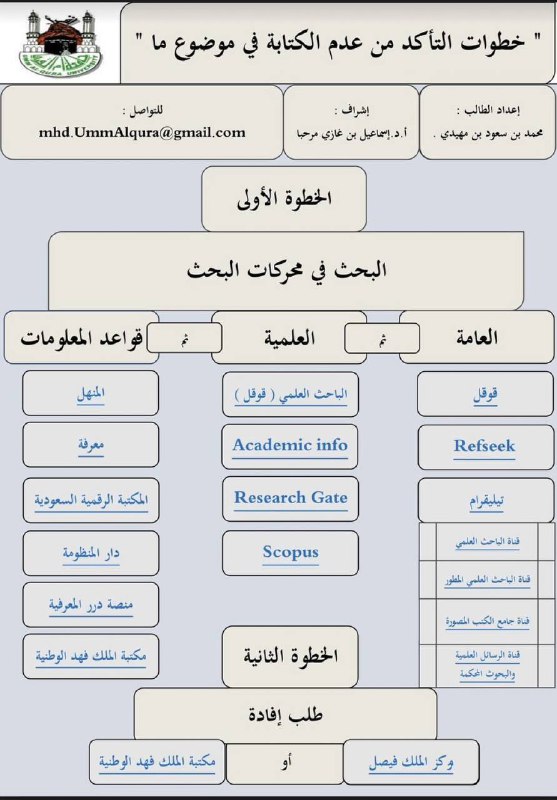 " خطوات التأكد من عدم الكتابة في موضوع ما "
إعداد الطالب :
محمد بن سعود بن مهيدي .
إشراف :
أ.د.إسماعيل بن غازي مرحبا
للتواصل :
mhd.UmmAlqura@gmail.com
الخطوة الأولى
البحث في محركات البحث
العامة
ثم
العلمية
ثم
قواعد المعلومات
قوقل
Refseek
تيليقرام
قناة الباحث العلمي
قناة الباحث العلمي المطور
قناة جامع الكتب المصورة
قناة الرسائل العلمية
والبحوث المحكمة
الباحث العلمي ( قوقل )
Academic info
Research Gate
Scopus
المنهل
معرفة
المكتبة الرقمية السعودية
دار المنظومة
منصة درر المعرفية
مكتبة الملك فهد الوطنية
الخطوة الثانية
طلب إفادة
مركز الملك فيصل
أو
مكتبة الملك فهد الوطنية